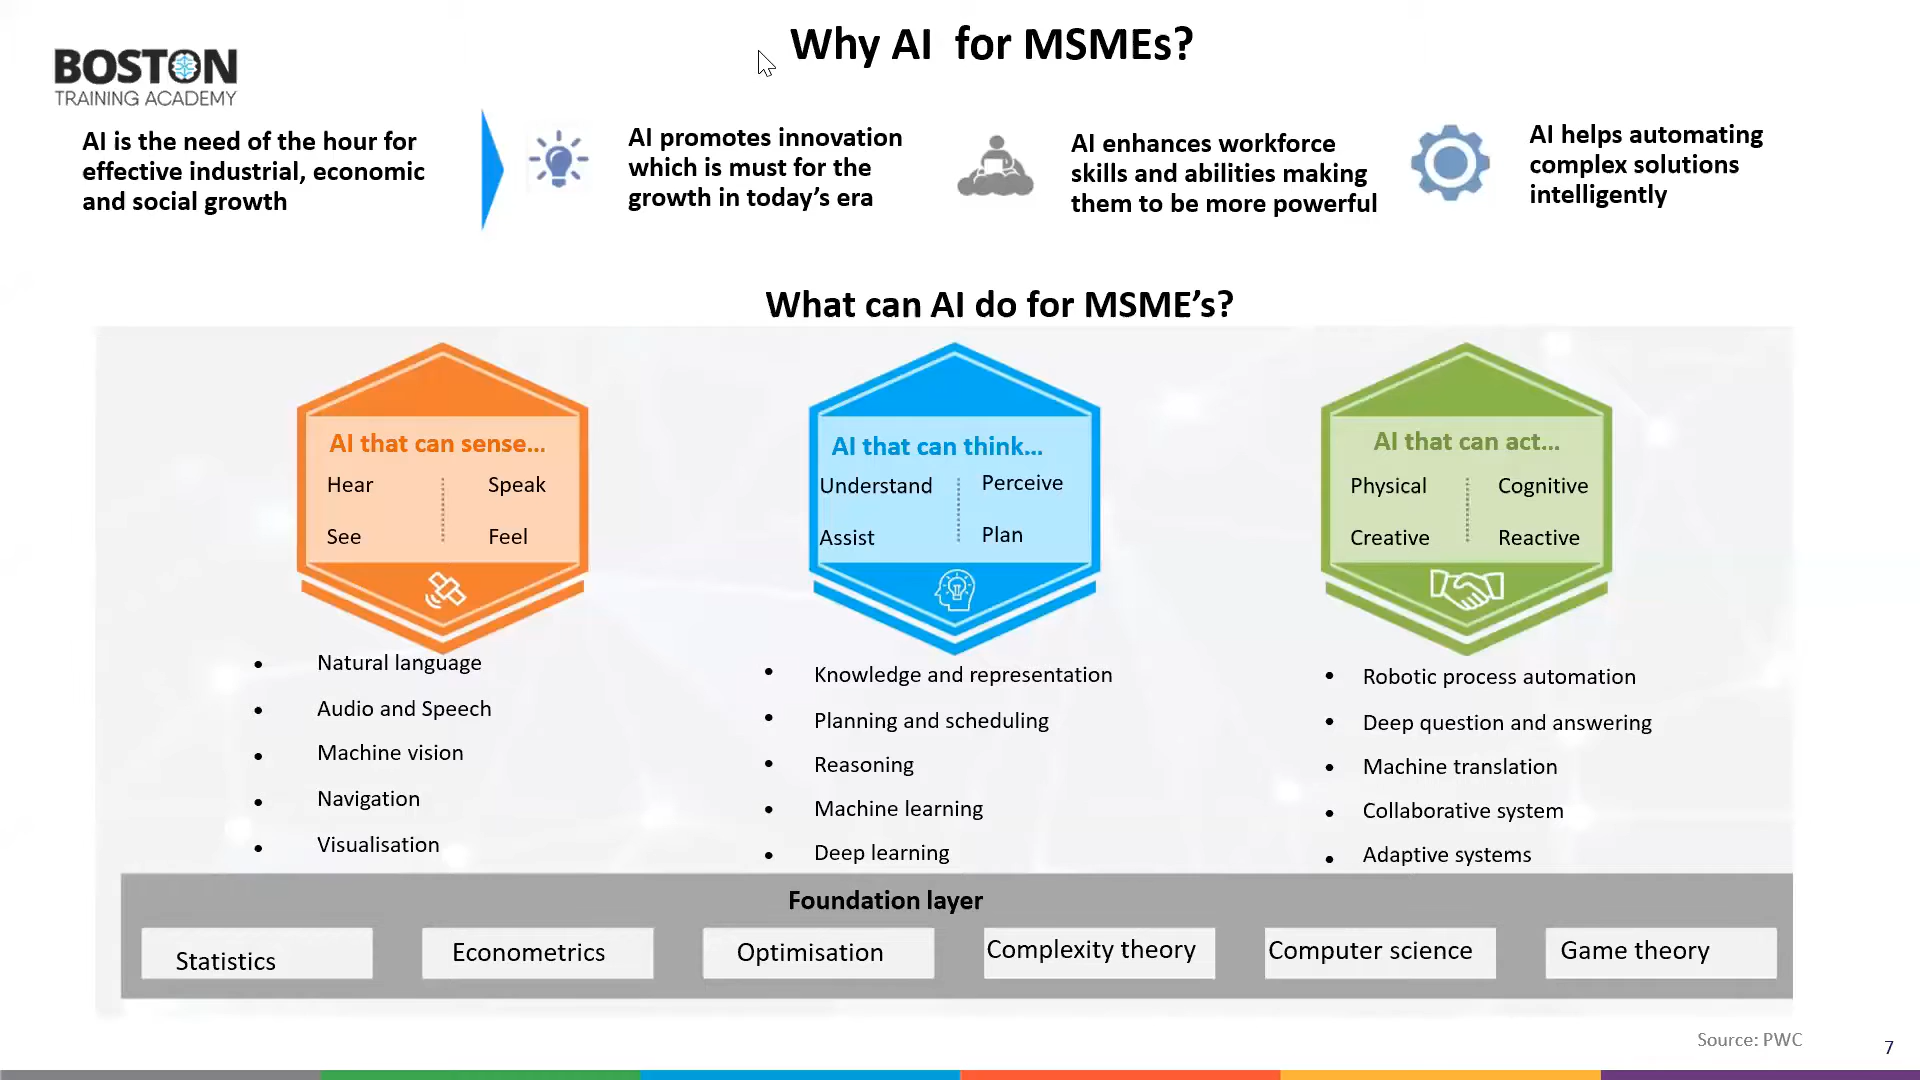 Why AI  for MSMEs?
BOSTON
TRAINING ACADEMY
AI is the need of the hour for
effective industrial, economic
and social growth
AI promotes innovation
which is must for the
growth in today’s era
AI enhances workforce
skills and abilities making
them to be more powerful
AI helps automating
complex solutions
intelligently
What can AI do for MSME’s?
AI that can sense...
Hear
Speak
See
Feel
Natural language
Audio and Speech
Machine vision
Navigation
Visualisation
AI that can think...
Understand
Perceive
Assist
Plan
Knowledge and representation
Planning and scheduling
Reasoning
Machine learning
Deep learning
AI that can act...
Physical
Cognitive
Creative
Reactive
Robotic process automation
Deep question and answering
Machine translation
Collaborative system
Adaptive systems
Foundation layer
Statistics
Econometrics
Optimisation
Complexity theory
Computer science
Game theory
Source: PWC
7